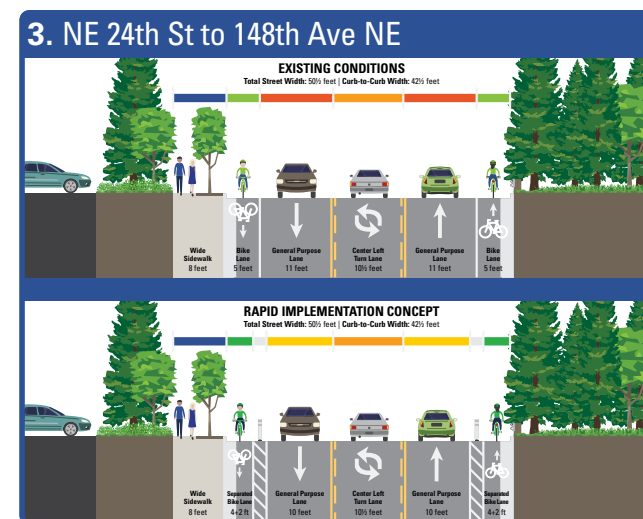 3. NE 24th St to 148th Ave NE
EXISTING CONDITIONS
Total Street Width: 50½ feet | Curb-to-Curb Width: 42½ feet
Wide
Sidewalk
8 feet
Bike
Lane
5 feet
General Purpose
Lane
11 feet
Center Left
Turn Lane
10½ feet
General Purpose
Lane
11 feet
Bike
Lane
5 feet
RAPID IMPLEMENTATION CONCEPT
Total Street Width: 50½ feet | Curb-to-Curb Width: 42½ feet
Wide
Sidewalk
8 feet
Separated
Bike Lane
4+2 ft
General Purpose
Lane
10 feet
Center Left
Turn Lane
10½ feet
General Purpose
Lane
10 feet
Separated
Bike Lane
4+2 ft